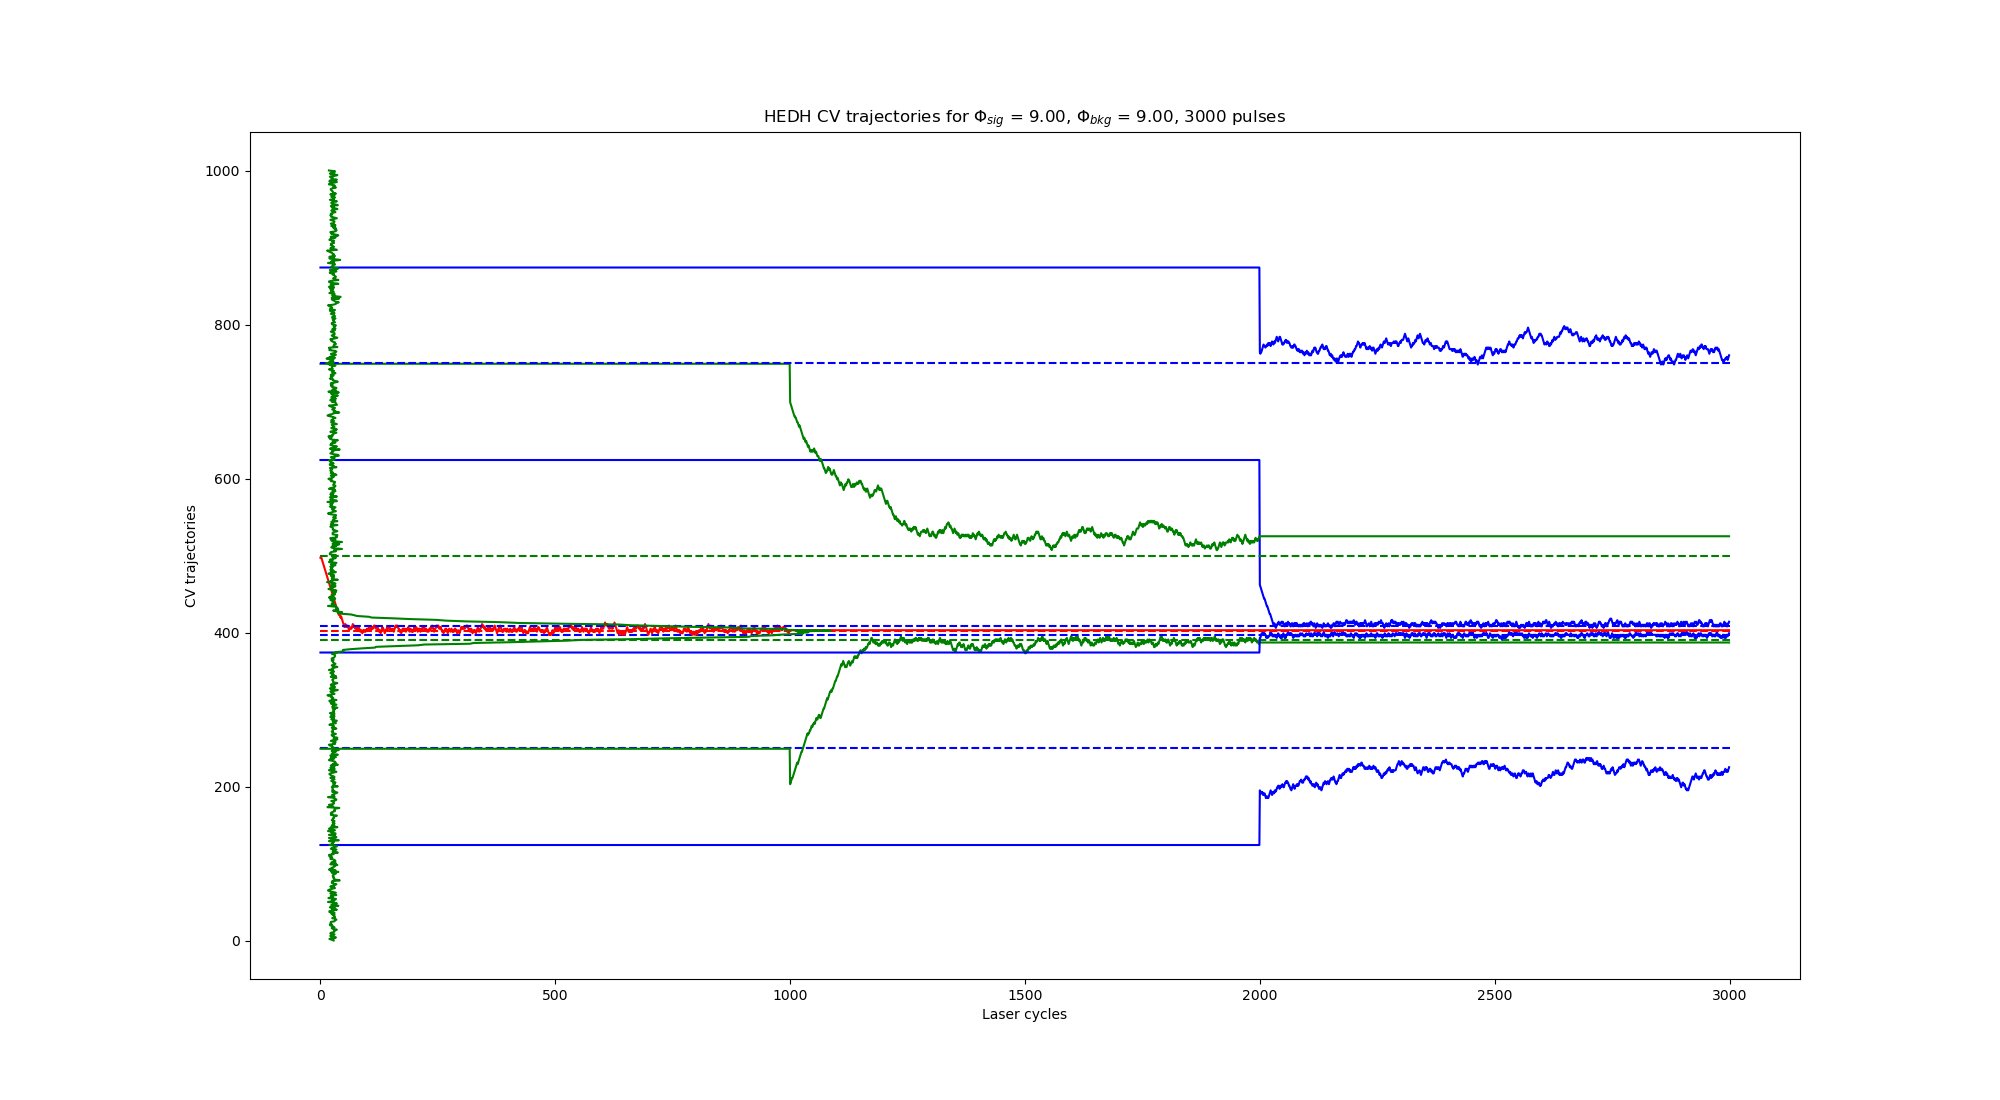 HEDH CV trajectories for Φsig = 9.00, Φbkg = 9.00, 3000 pulses
1000
800
600
400
200
0
CV trajectories
0 500 1000 1500 2000 2500 3000
Laser cycles